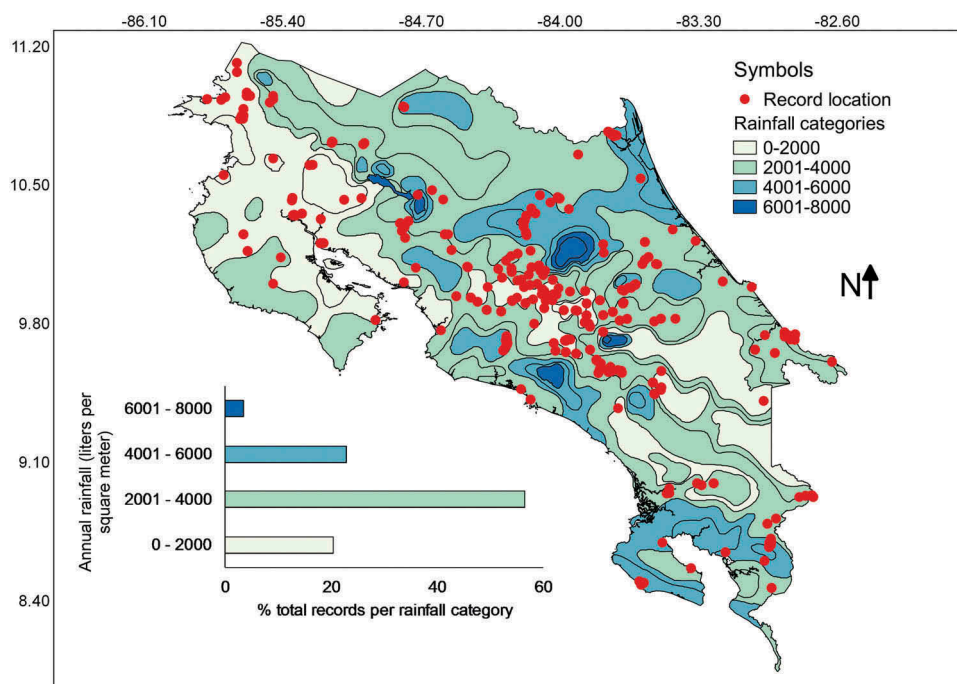 -86.10 -85.40 -84.70 -84.00 -83.30 -82.60
11.20
10.50
9.80
9.10
8.40
Symbols
Record location
Rainfall categories
0-2000
2001-4000
4001-6000
6001-8000
N
Annual rainfall (liters per
square meter)
6001 - 8000
4001 - 6000
2001 - 4000
0 - 2000
0 20 40 60
% total records per rainfall category